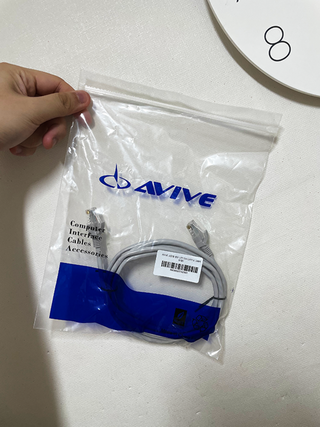 8
AVIVE
Computer
Interface
Cables
Accessories